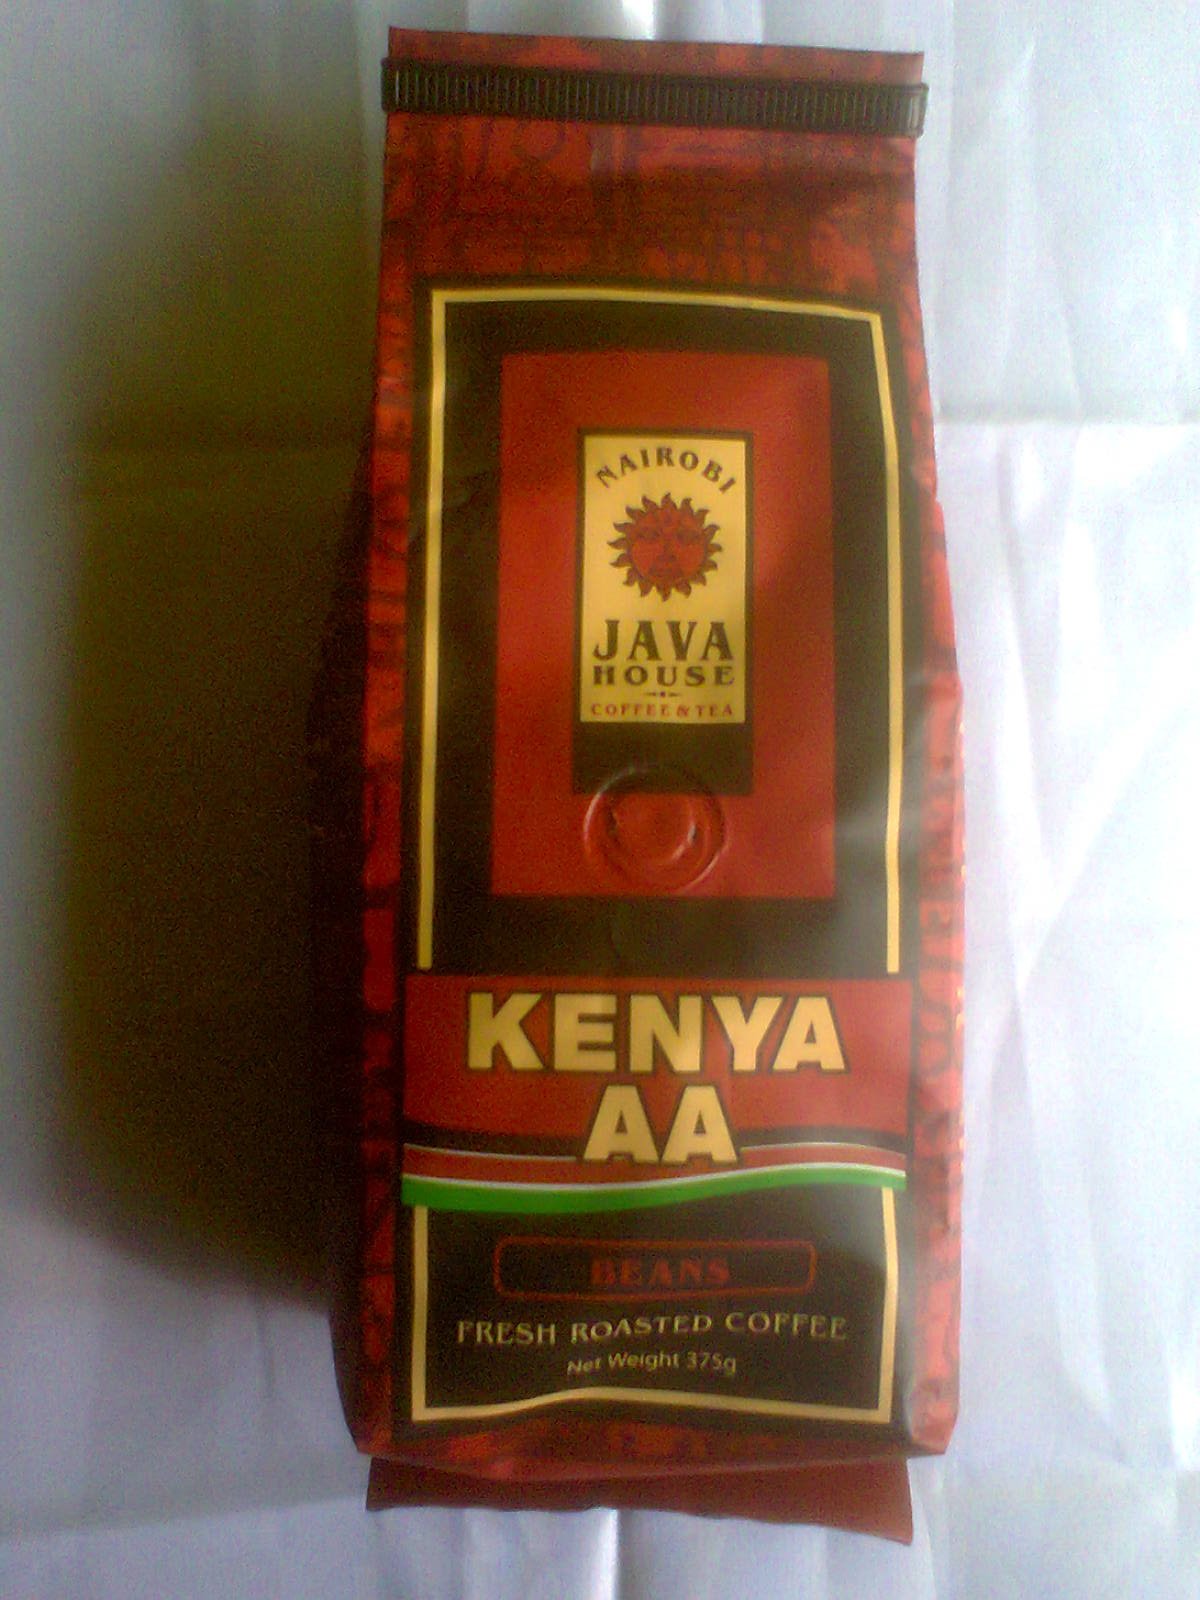 NAIROBI
JAVA
HOUSE
COFFEE & TEA
KENYA
AA
BEANS
FRESH ROASTED COFFEE
Net Weight 375g